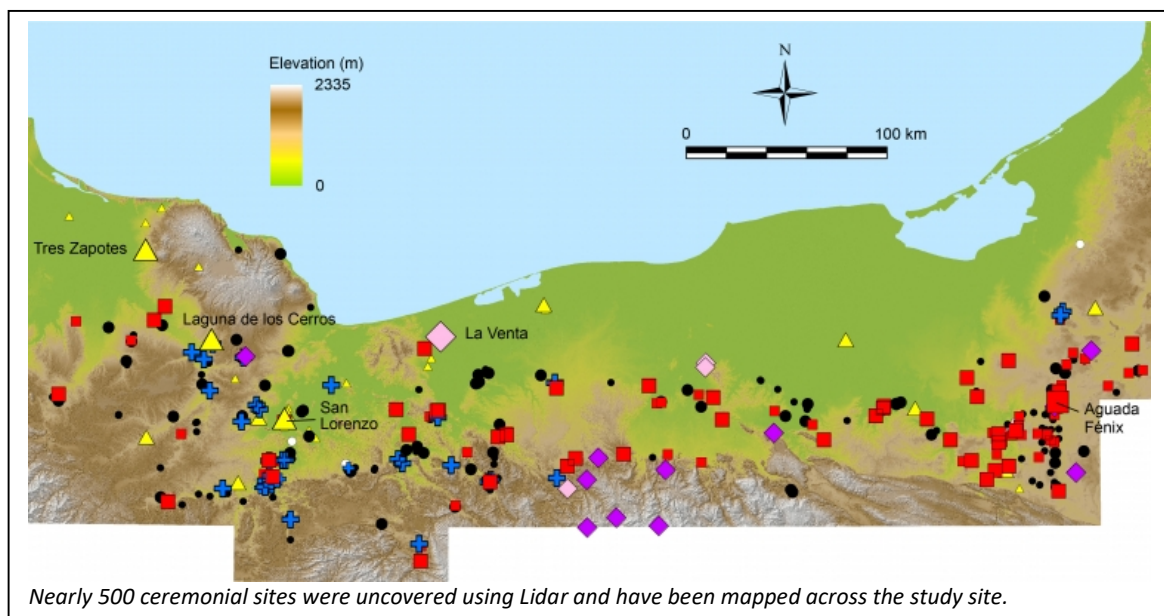 Elevation (m)
2335
0
N
0
100 km
Tres Zapotes
Laguna de los Cerros
La Venta
San
Lorenzo
Aguada
Fénix
Nearly 500 ceremonial sites were uncovered using Lidar and have been mapped across the study site.